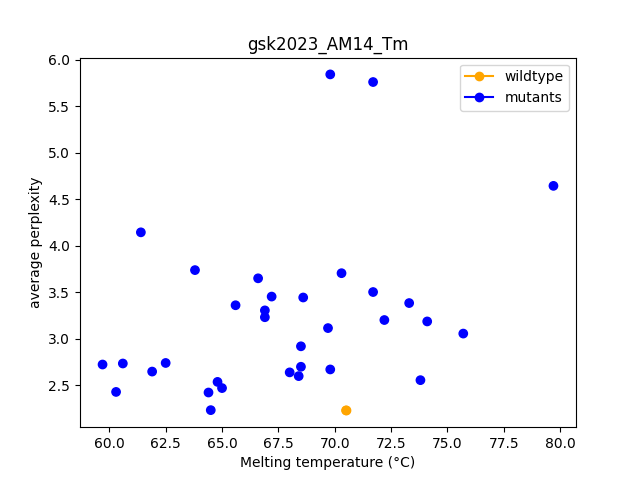 gsk2023_AM14_Tm
wildtype
mutants
average perplexity
6.0
5.5
5.0
4.5
4.0
3.5
3.0
2.5
60.0 62.5 65.0 67.5 70.0 72.5 75.0 77.5 80.0
Melting temperature (°C)